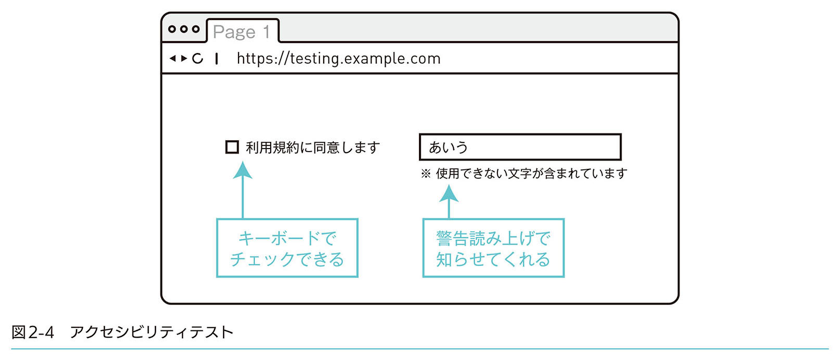 Page 1
https://testing.example.com
利用規約に同意します
あいう
※ 使用できない文字が含まれています
キーボードで
チェックできる
警告読み上げで
知らせてくれる
図2-4 アクセシビリティテスト